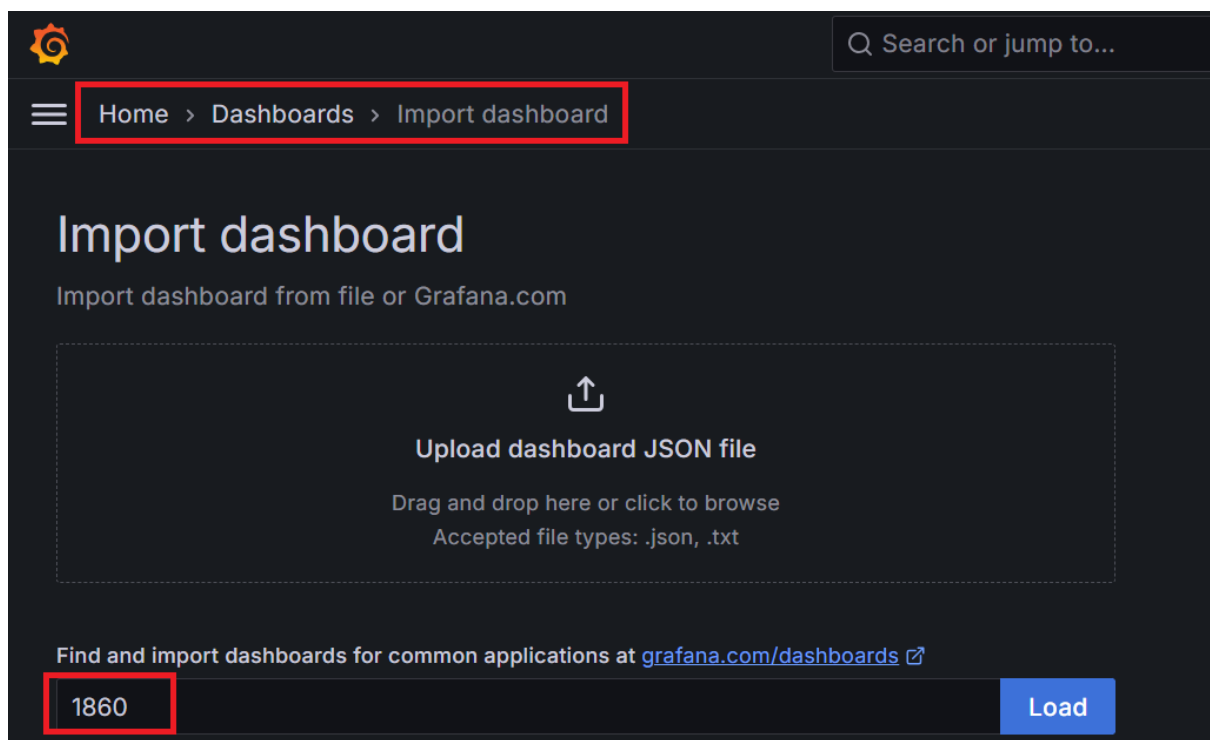 Search or jump to...
Home > Dashboards > Import dashboard
Import dashboard
Import dashboard from file or Grafana.com
Upload dashboard JSON file
Drag and drop here or click to browse
Accepted file types: .json, .txt
Find and import dashboards for common applications at grafana.com/dashboards
1860 Load